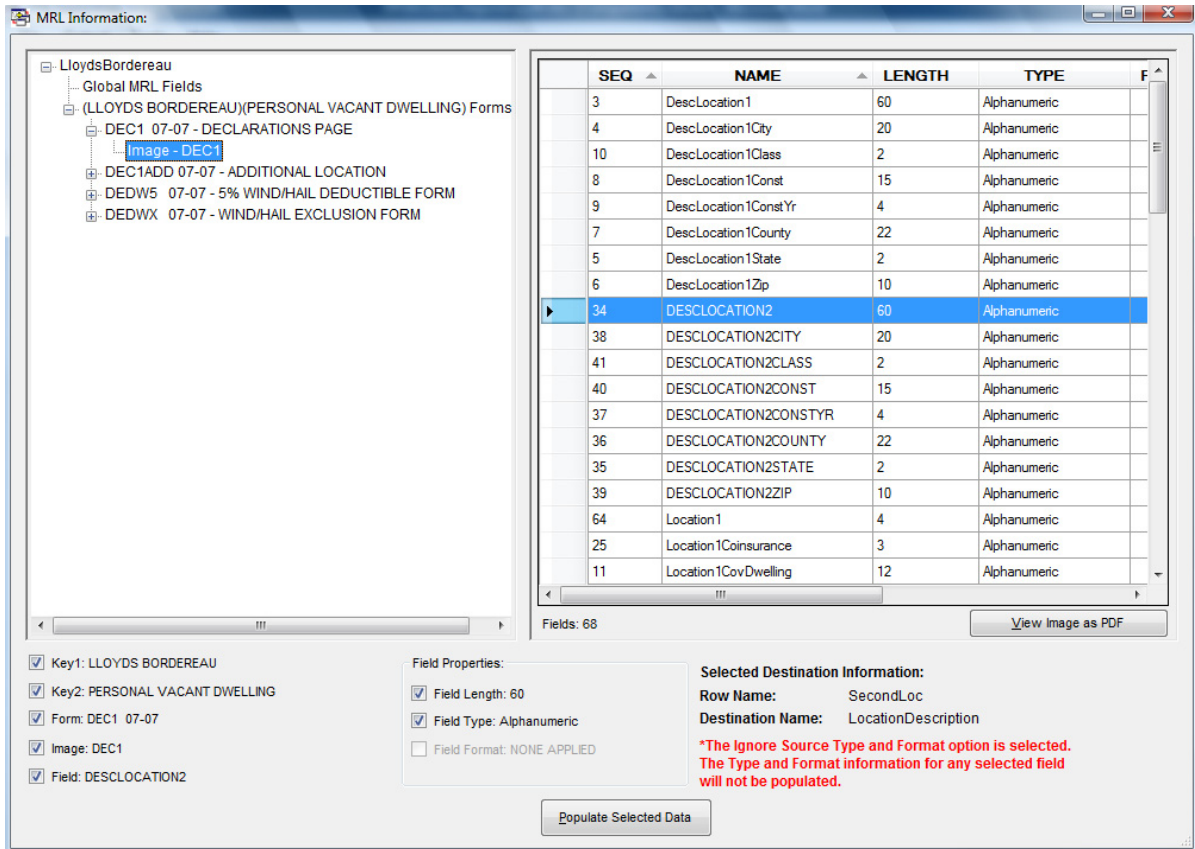 MRL Information:
LloydsBordereau
Global MRL Fields
(LLOYDS BORDEREAU)(PERSONAL VACANT DWELLING) Forms
DEC1 07-07 - DECLARATIONS PAGE
Image - DEC1
DEC1ADD 07-07 - ADDITIONAL LOCATION
DEDW5 07-07 - 5% WIND/HAIL DEDUCTIBLE FORM
DEDWX 07-07 - WIND/HAIL EXCLUSION FORM
SEQ NAME LENGTH TYPE F
3 DescLocation1 60 Alphanumeric
4 DescLocation1City 20 Alphanumeric
10 DescLocation1Class 2 Alphanumeric
8 DescLocation1Const 15 Alphanumeric
9 DescLocation1ConstYr 4 Alphanumeric
7 DescLocation1County 22 Alphanumeric
5 DescLocation1State 2 Alphanumeric
6 DescLocation1Zip 10 Alphanumeric
34 DESCLOCATION2 60 Alphanumeric
38 DESCLOCATION2CITY 20 Alphanumeric
41 DESCLOCATION2CLASS 2 Alphanumeric
40 DESCLOCATION2CONST 15 Alphanumeric
37 DESCLOCATION2CONSTYR 4 Alphanumeric
36 DESCLOCATION2COUNTY 22 Alphanumeric
35 DESCLOCATION2STATE 2 Alphanumeric
39 DESCLOCATION2ZIP 10 Alphanumeric
64 Location1 4 Alphanumeric
25 Location1Coinsurance 3 Alphanumeric
11 Location1CovDwelling 12 Alphanumeric
Fields: 68
View Image as PDF
Key1: LLOYDS BORDEREAU
Key2: PERSONAL VACANT DWELLING
Form: DEC1 07-07
Image: DEC1
Field: DESCLOCATION2
Field Properties:
Field Length: 60
Field Type: Alphanumeric
Field Format: NONE APPLIED
Selected Destination Information:
Row Name: SecondLoc
Destination Name: LocationDescription
*The Ignore Source Type and Format option is selected.
The Type and Format information for any selected field
will not be populated.
Populate Selected Data